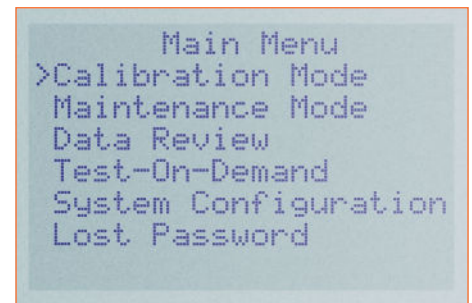 Main Menu
>Calibration Mode
Maintenance Mode
Data Review
Test-On-Demand
System Configuration
Lost Password